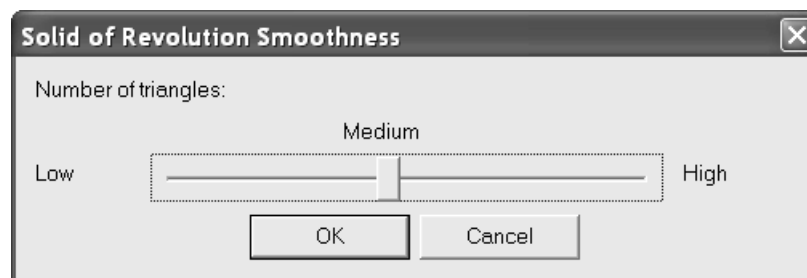 Solid of Revolution Smoothness
Number of triangles:
Medium
Low
High
OK
Cancel